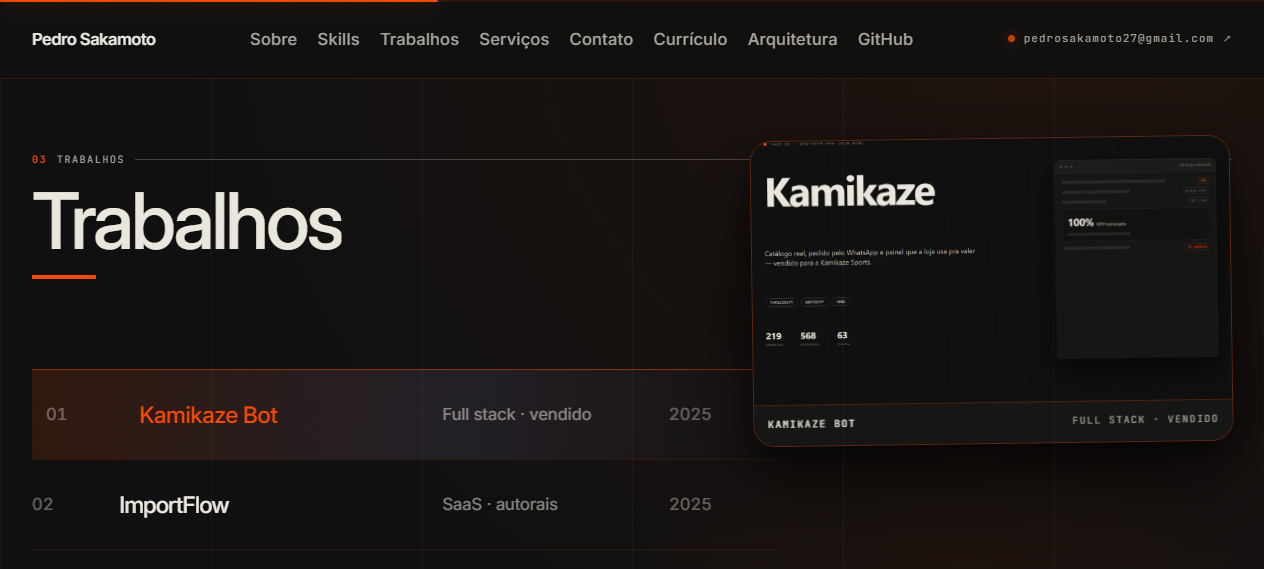 Pedro Sakamoto
Sobre Skills Trabalhos Serviços Contato Currículo Arquitetura GitHub
pedrosakamoto27@gmail.com ↗
03 TRABALHOS
Trabalhos
01 Kamikaze Bot Full stack · vendido 2025
02 ImportFlow SaaS · autorais 2025
Kamikaze
Catálogo real, pedido pelo WhatsApp e painel que a loja usa pra valer
— vendido para a Kamikaze Sports.
TYPESCRIPT WHATSAPP
219 568 63
100%
KAMIKAZE BOT FULL STACK · VENDIDO